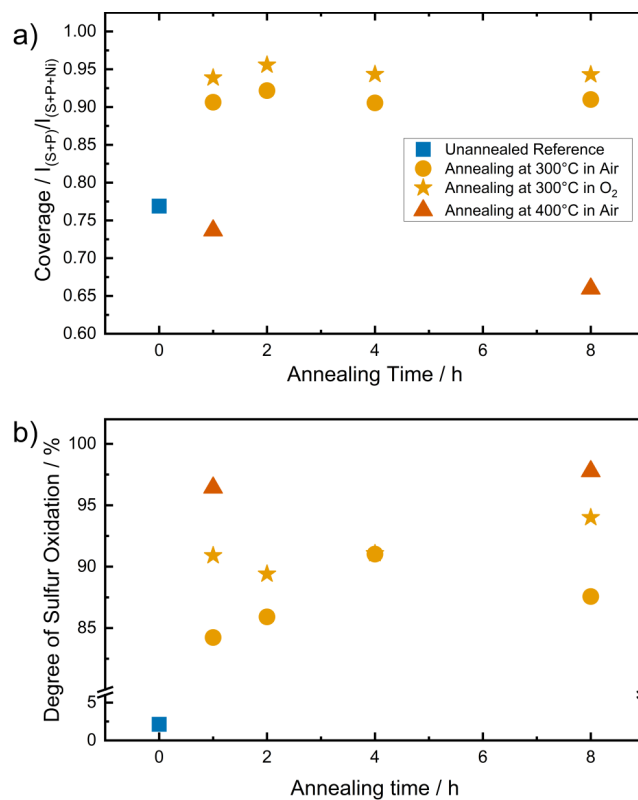 a)
Coverage / I(S+P)/I(S+P+Ni)
1.00
0.95
0.90
0.85
0.80
0.75
0.70
0.65
0.60
Unannealed Reference
Annealing at 300°C in Air
Annealing at 300°C in O2
Annealing at 400°C in Air
0 2 4 6 8
Annealing Time / h
b)
Degree of Sulfur Oxidation / %
100
95
90
85
5
0
0 2 4 6 8
Annealing time / h